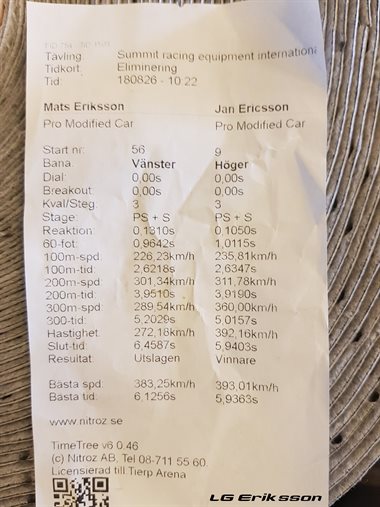 Tävling: Summit racing equipment internationa
Tidkort: Eliminering
Tid: 180826 - 10:22
Mats Eriksson Jan Ericsson
Pro Modified Car Pro Modified Car
Start nr: 56 9
Bana: Vänster Höger
Dial: 0,00s 0,00s
Breakout: 0,00s 0,00s
Kval/Steg: 3 3
Stage: PS + S PS + S
Reaktion: 0,1310s 0,1050s
60-fot: 0,9642s 1,0115s
100m-spd: 226,23km/h 235,81km/h
100m-tid: 2,6218s 2,6347s
200m-spd: 301,34km/h 311,78km/h
200m-tid: 3,9510s 3,9190s
300m-spd: 289,54km/h 360,00km/h
300-tid: 5,2029s 5,0157s
Hastighet: 272,18km/h 392,16km/h
Slut-tid: 6,4587s 5,9403s
Resultat: Utslagen Vinnare
Bästa spd: 383,25km/h 393,01km/h
Bästa tid: 6,1256s 5,9363s
www.nitroz.se
TimeTree v6.0.46
(c) Nitroz AB, Tel 08-711 55 60
Licensierad till Tierp Arena
LG Eriksson